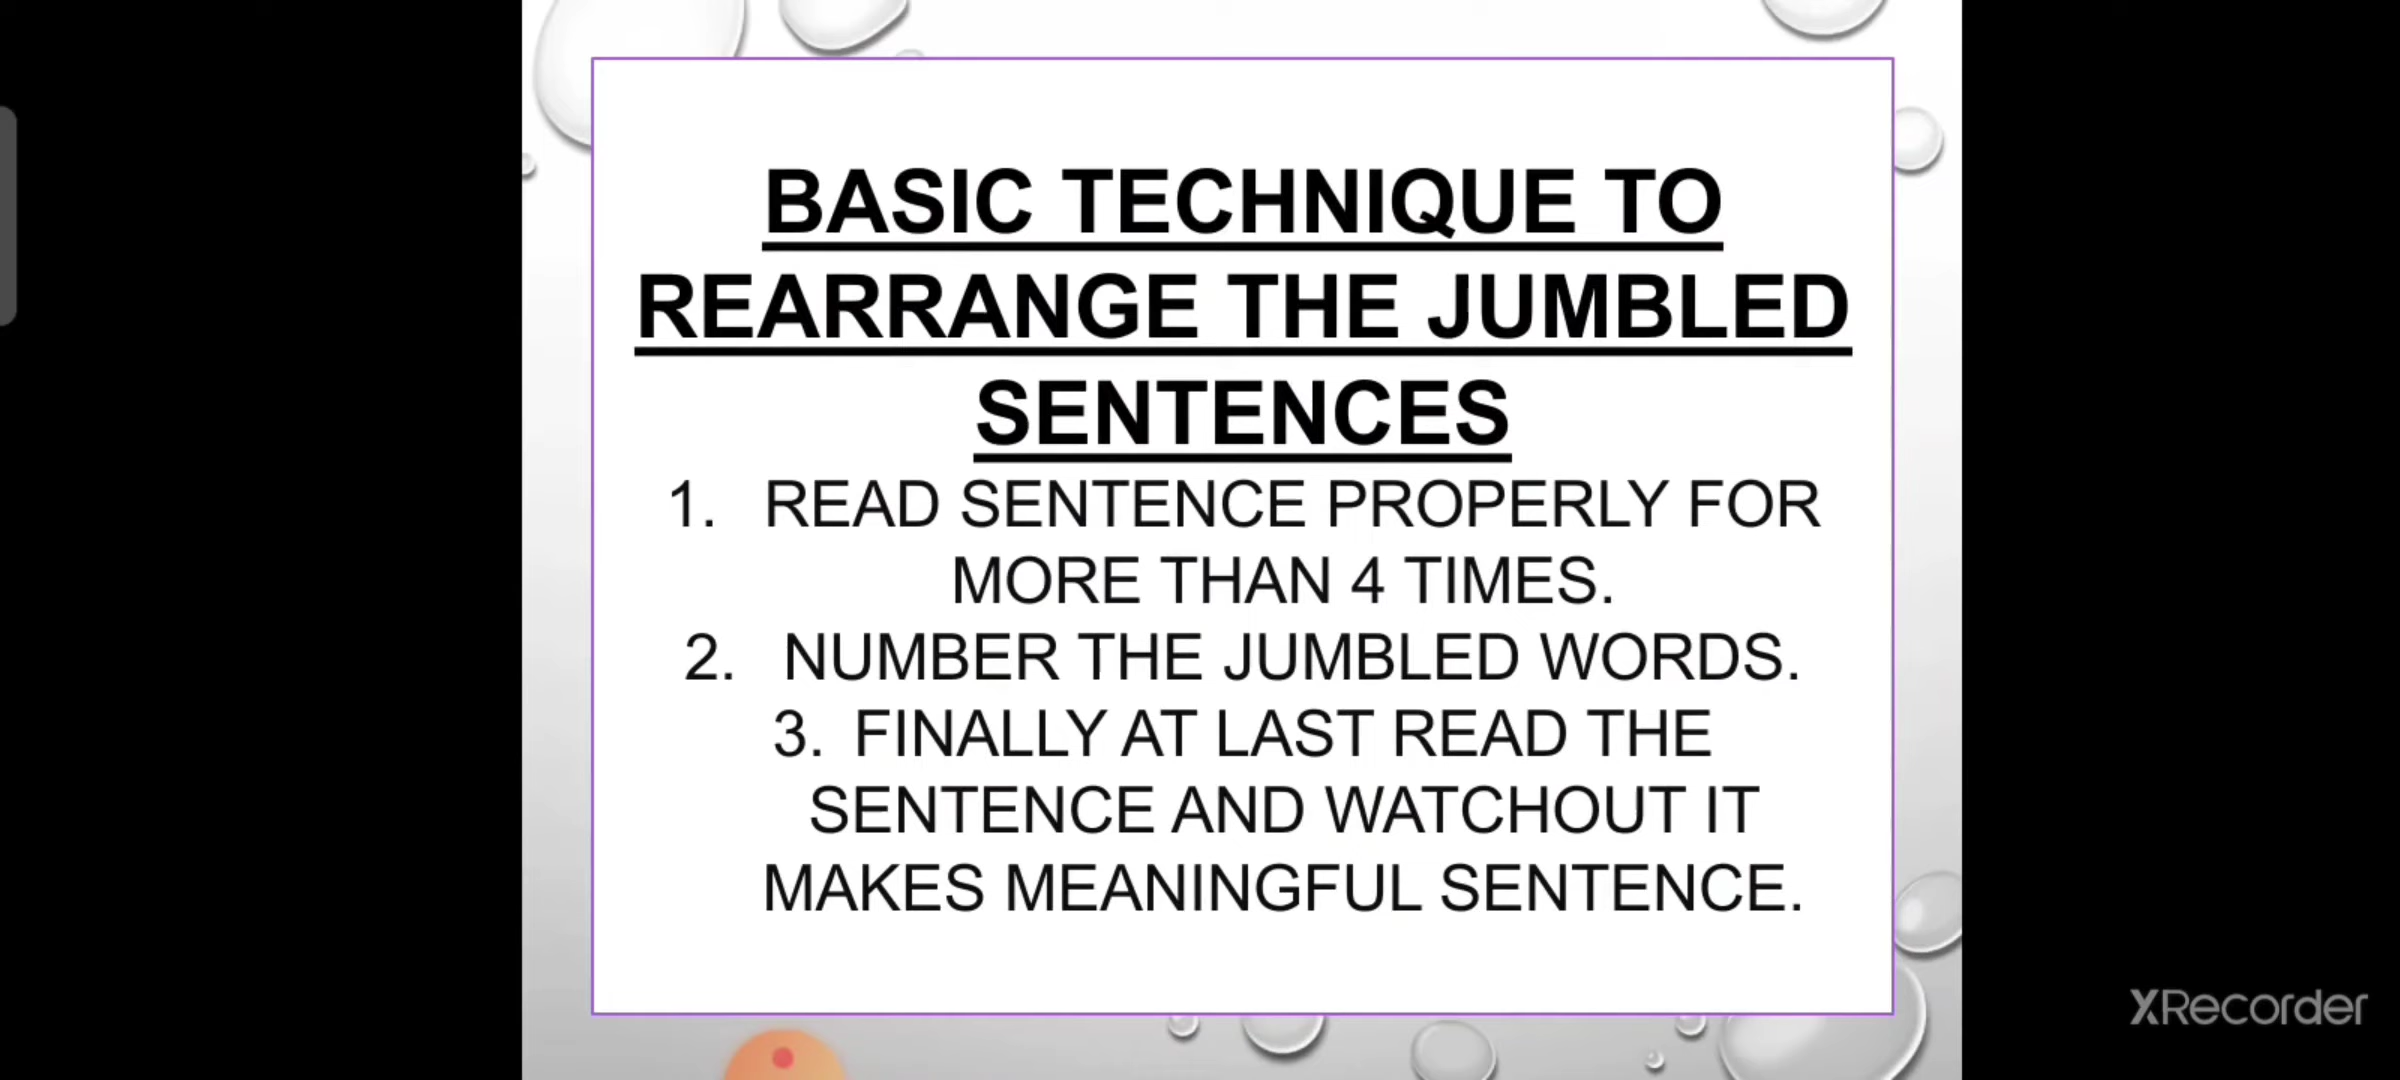 BASIC TECHNIQUE TO
REARRANGE THE JUMBLED
SENTENCES
1. READ SENTENCE PROPERLY FOR
MORE THAN 4 TIMES.
2. NUMBER THE JUMBLED WORDS.
3. FINALLY AT LAST READ THE
SENTENCE AND WATCHOUT IT
MAKES MEANINGFUL SENTENCE.
XRecorder